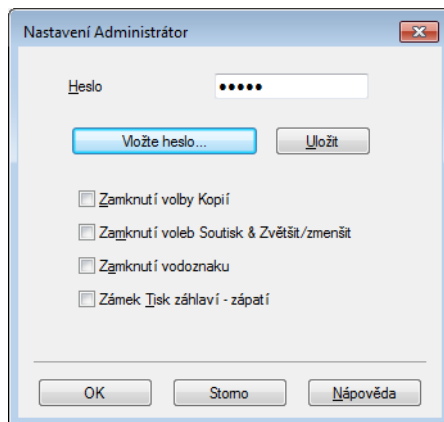 Nastavení Administrátor
Heslo •••••
Vložte heslo... Uložit
Zamknutí volby Kopií
Zamknutí voleb Soutisk & Zvětšit/zmenšit
Zamknutí vodoznaku
Zámek Tisk záhlaví - zápatí
OK Storno Nápověda